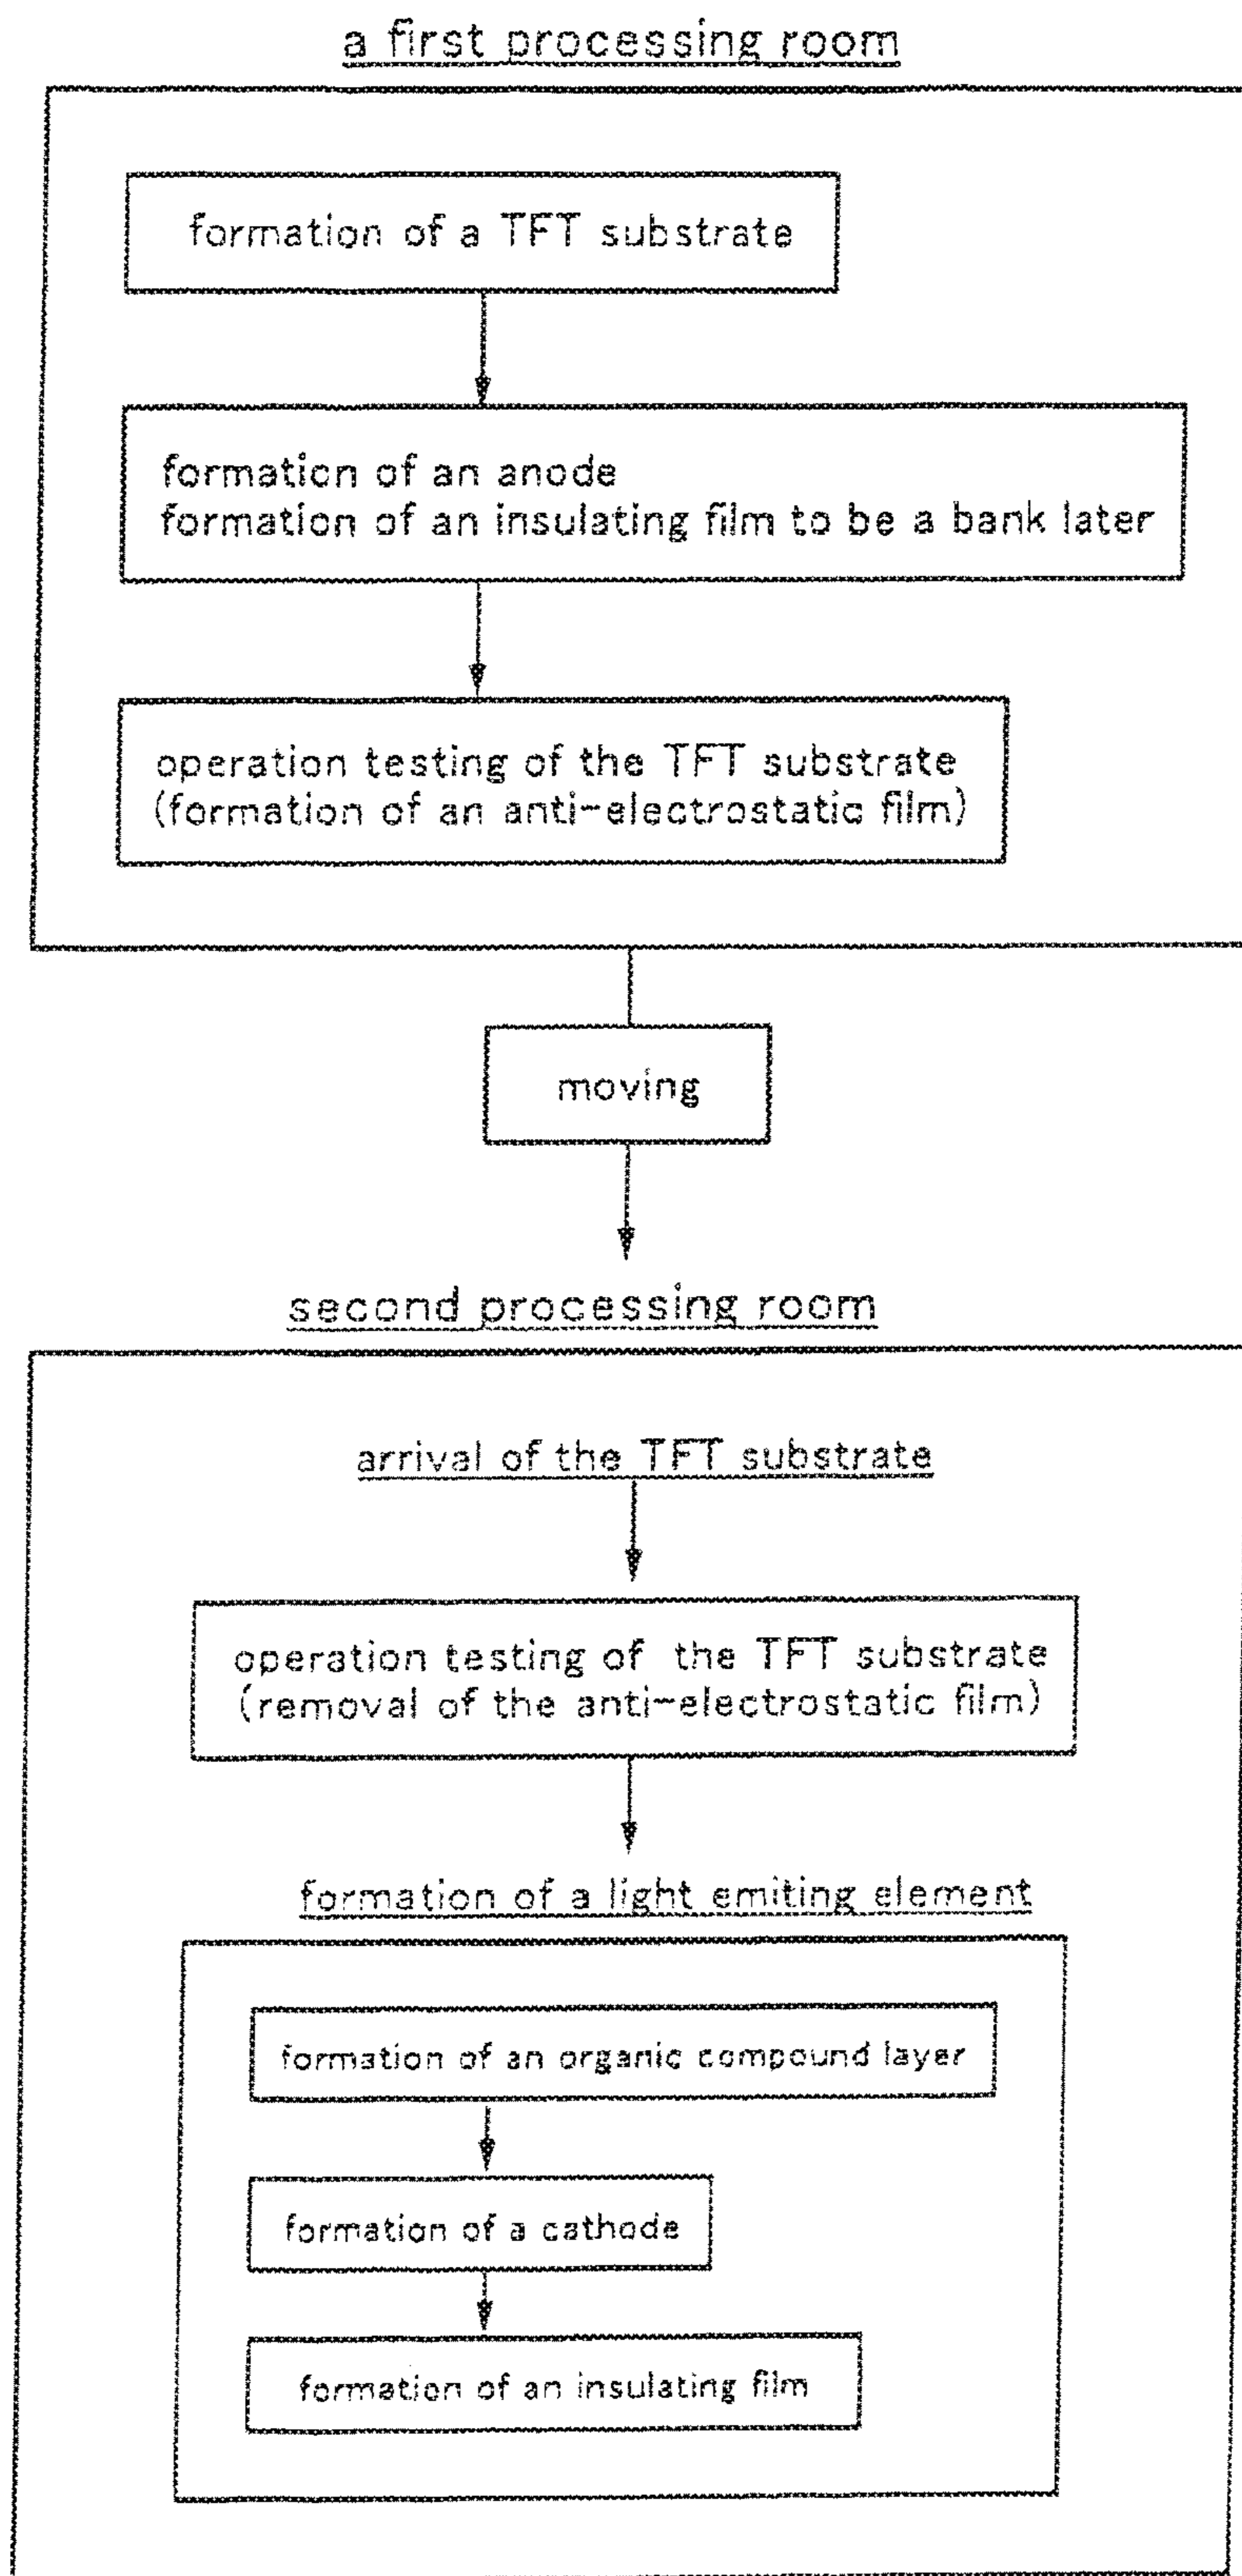 a first processing room
formation of a TFT substrate
formation of an anode
formation of an insulating film to be a bank later
operation testing of the TFT substrate
(formation of an anti-electrostatic film)
moving
second processing room
arrival of the TFT substrate
operation testing of the TFT substrate
(removal of the anti-electrostatic film)
formation of a light emiting element
formation of an organic compound layer
formation of a cathode
formation of an insulating film